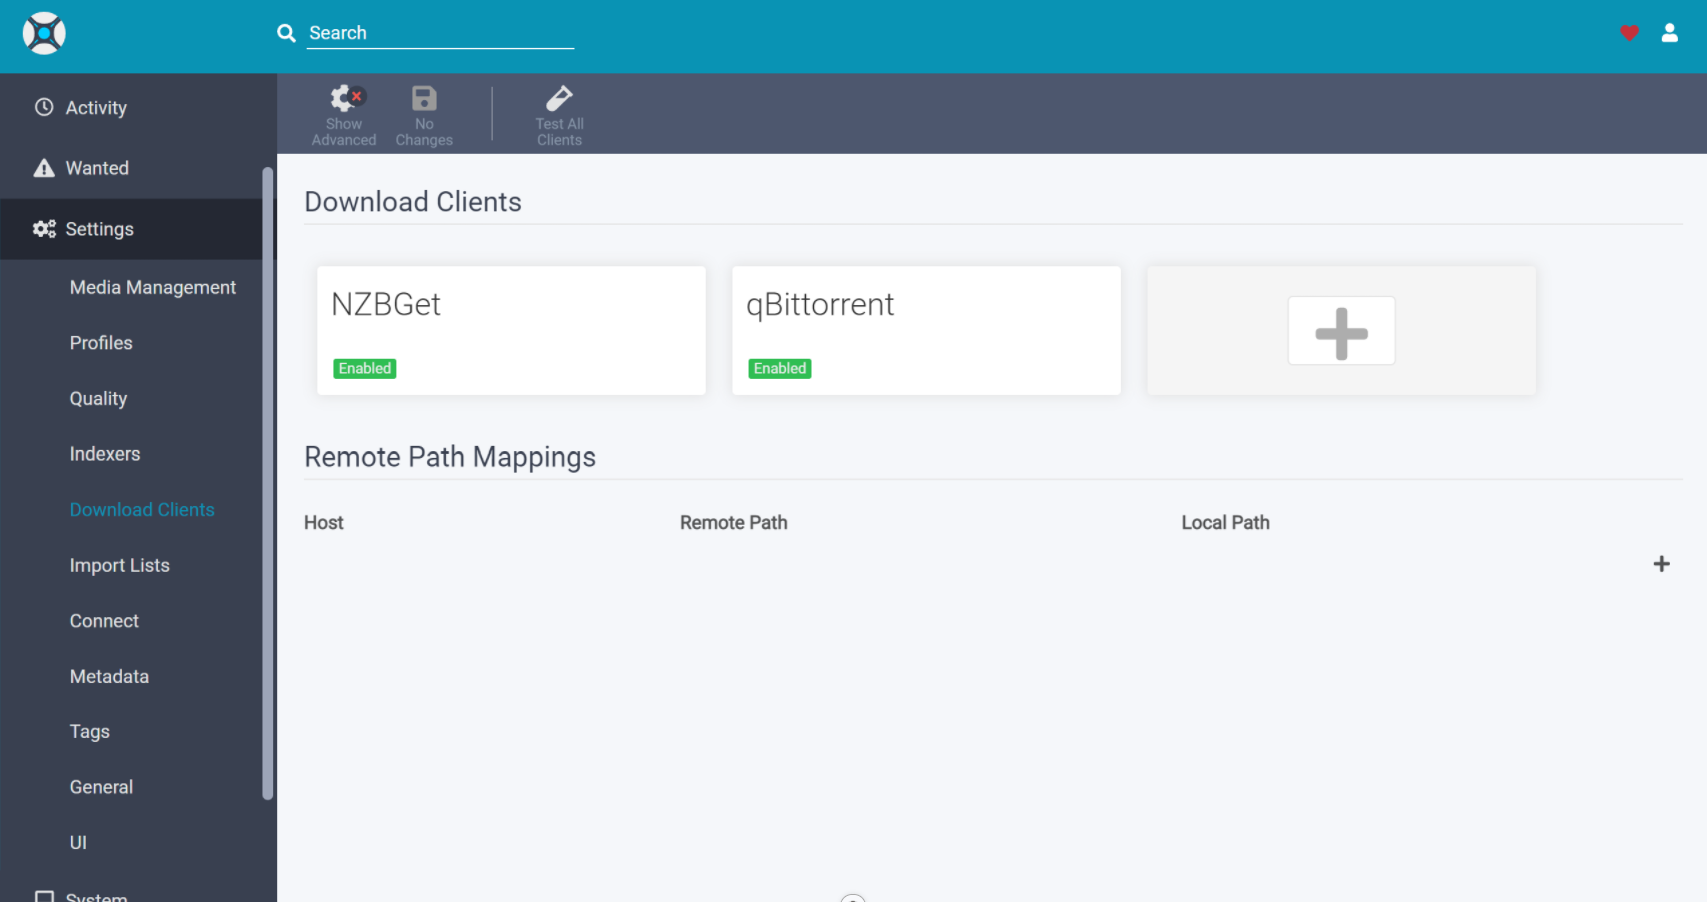 Search
Activity
Wanted
Settings
Media Management
Profiles
Quality
Indexers
Download Clients
Import Lists
Connect
Metadata
Tags
General
UI
System
Show
Advanced
No
Changes
Test All
Clients
Download Clients
NZBGet
Enabled
qBittorrent
Enabled
Remote Path Mappings
Host
Remote Path
Local Path